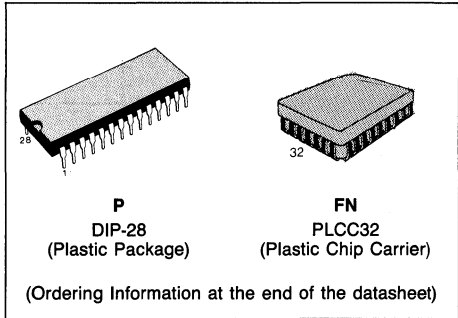 28
1
32
P
FN
DIP-28
PLCC32
(Plastic Package)
(Plastic Chip Carrier)
(Ordering Information at the end of the datasheet)